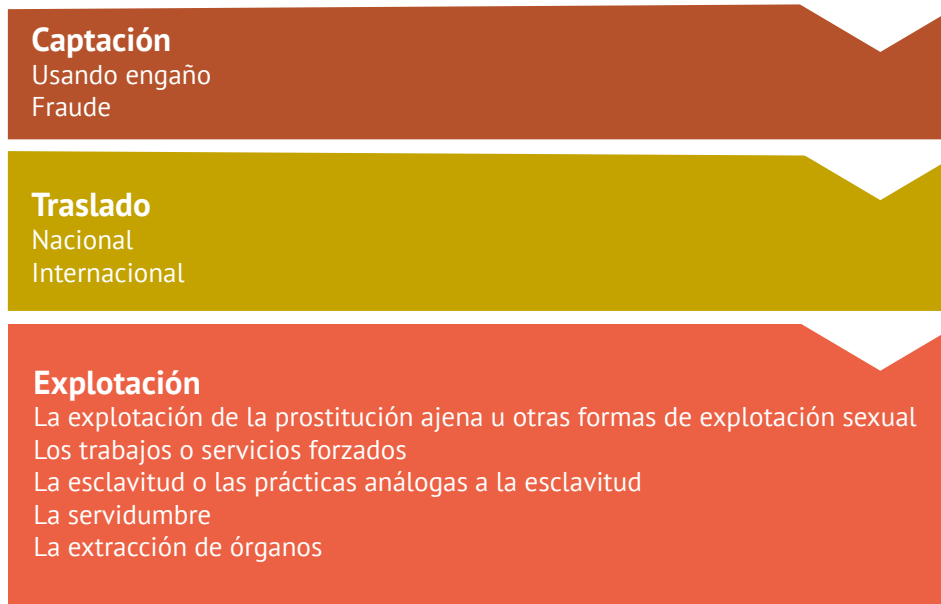 Captación
Usando engaño
Fraude
Traslado
Nacional
Internacional
Explotación
La explotación de la prostitución ajena u otras formas de explotación sexual
Los trabajos o servicios forzados
La esclavitud o las prácticas análogas a la esclavitud
La servidumbre
La extracción de órganos